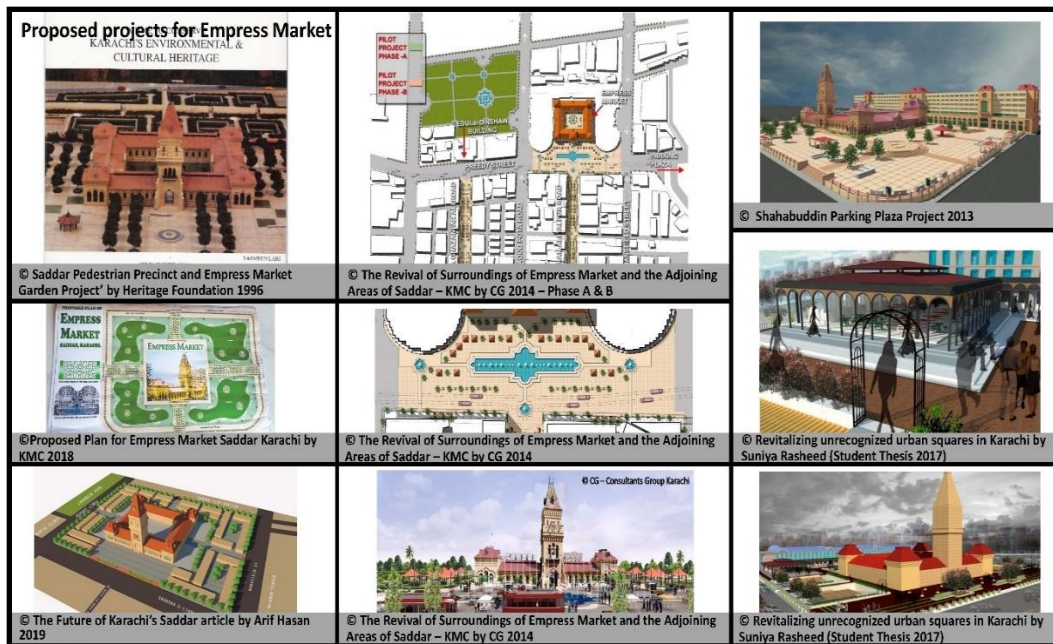 Proposed projects for Empress Market
KARACHI'S ENVIRONMENTAL &
CULTURAL HERITAGE
YASMEEN LARI
© Saddar Pedestrian Precinct and Empress Market
Garden Project' by Heritage Foundation 1996
PILOT
PROJECT
PHASE -A
PILOT
PROJECT
PHASE -B
EMPRESS
MARKET
EDULJI DINSHAW
BUILDING
PREEDY STREET
PARKING
PLAZA
© The Revival of Surroundings of Empress Market and the Adjoining
Areas of Saddar – KMC by CG 2014 – Phase A & B
© Shahabuddin Parking Plaza Project 2013
PROPOSED PLAN OF
EMPRESS
MARKET
SADDAR, KARACHI.
EMPRESS MARKET
©Proposed Plan for Empress Market Saddar Karachi by
KMC 2018
© The Revival of Surroundings of Empress Market and the Adjoining
Areas of Saddar – KMC by CG 2014
© Revitalizing unrecognized urban squares in Karachi by
Suniya Rasheed (Student Thesis 2017)
© The Future of Karachi's Saddar article by Arif Hasan
2019
© CG – Consultants Group Karachi
© The Revival of Surroundings of Empress Market and the Adjoining
Areas of Saddar – KMC by CG 2014
© Revitalizing unrecognized urban squares in Karachi by
Suniya Rasheed (Student Thesis 2017)